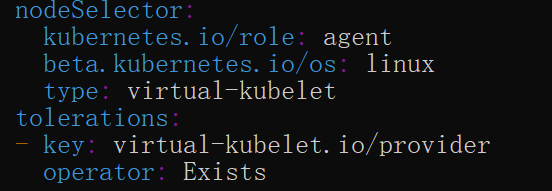 nodeSelector:
  kubernetes.io/role: agent
  beta.kubernetes.io/os: linux
  type: virtual-kubelet
tolerations:
- key: virtual-kubelet.io/provider
  operator: Exists